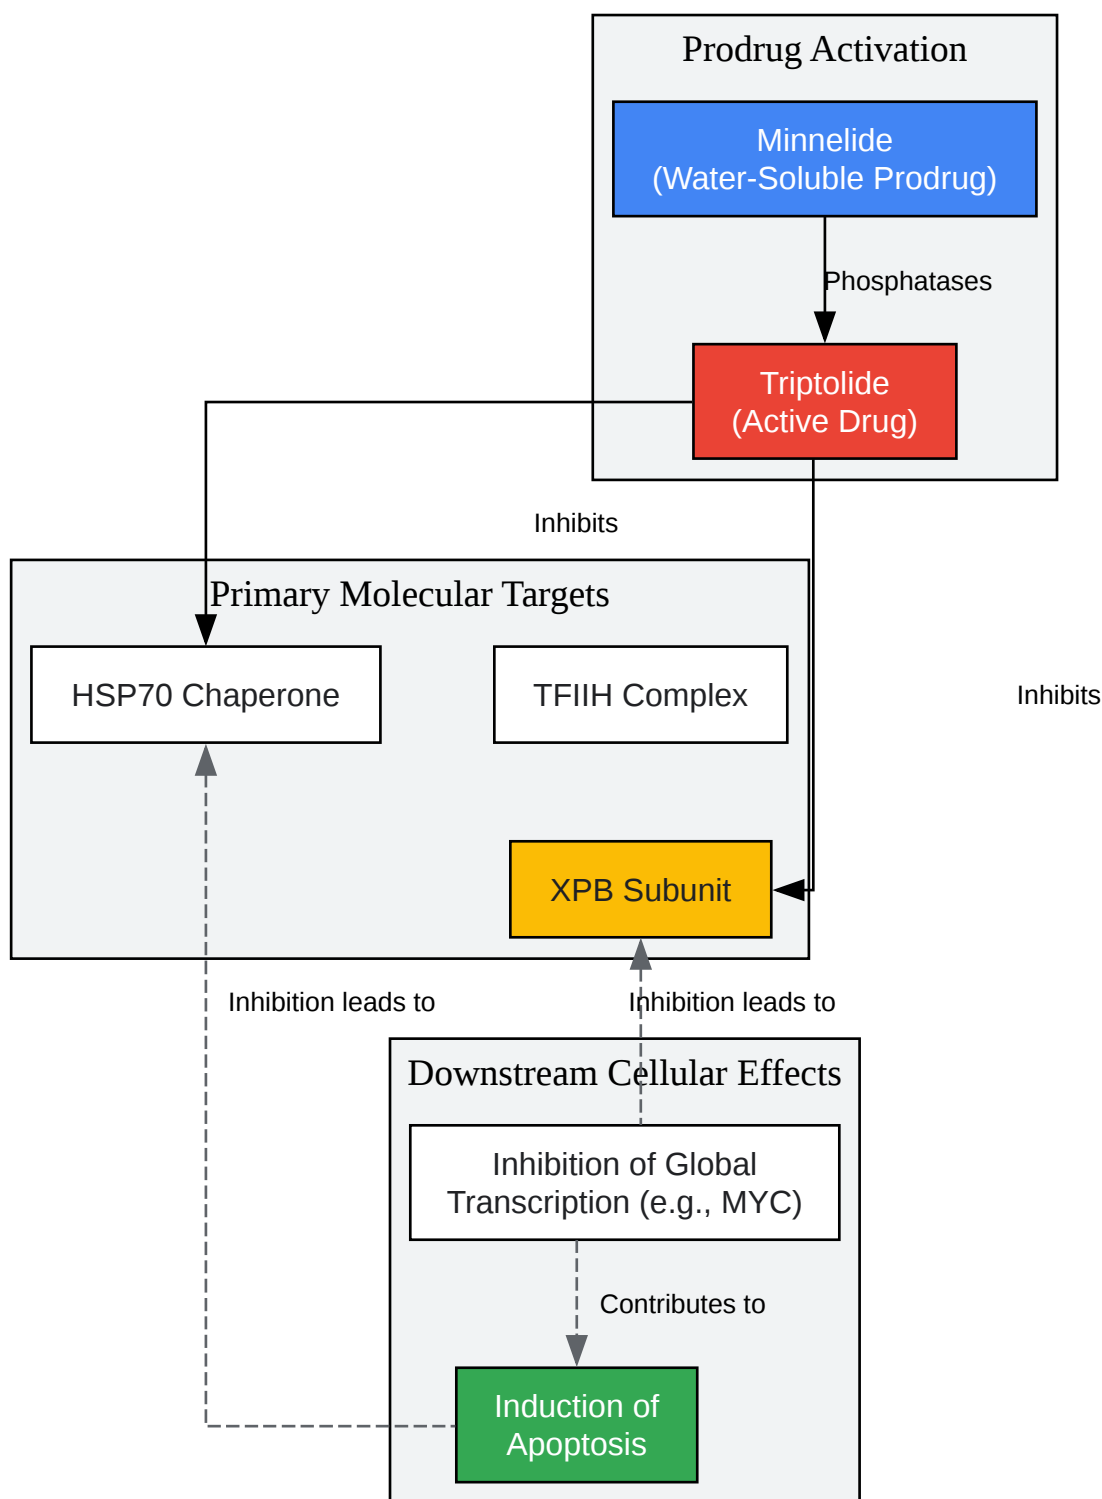 Prodrug Activation
Minnelide
(Water-Soluble Prodrug)
Phosphatases
Triptolide
(Active Drug)
Inhibits
Primary Molecular Targets
HSP70 Chaperone
TFIIH Complex
Inhibits
XPB Subunit
Inhibition leads to
Inhibition leads to
Downstream Cellular Effects
Inhibition of Global
Transcription (e.g., MYC)
Contributes to
Induction of
Apoptosis